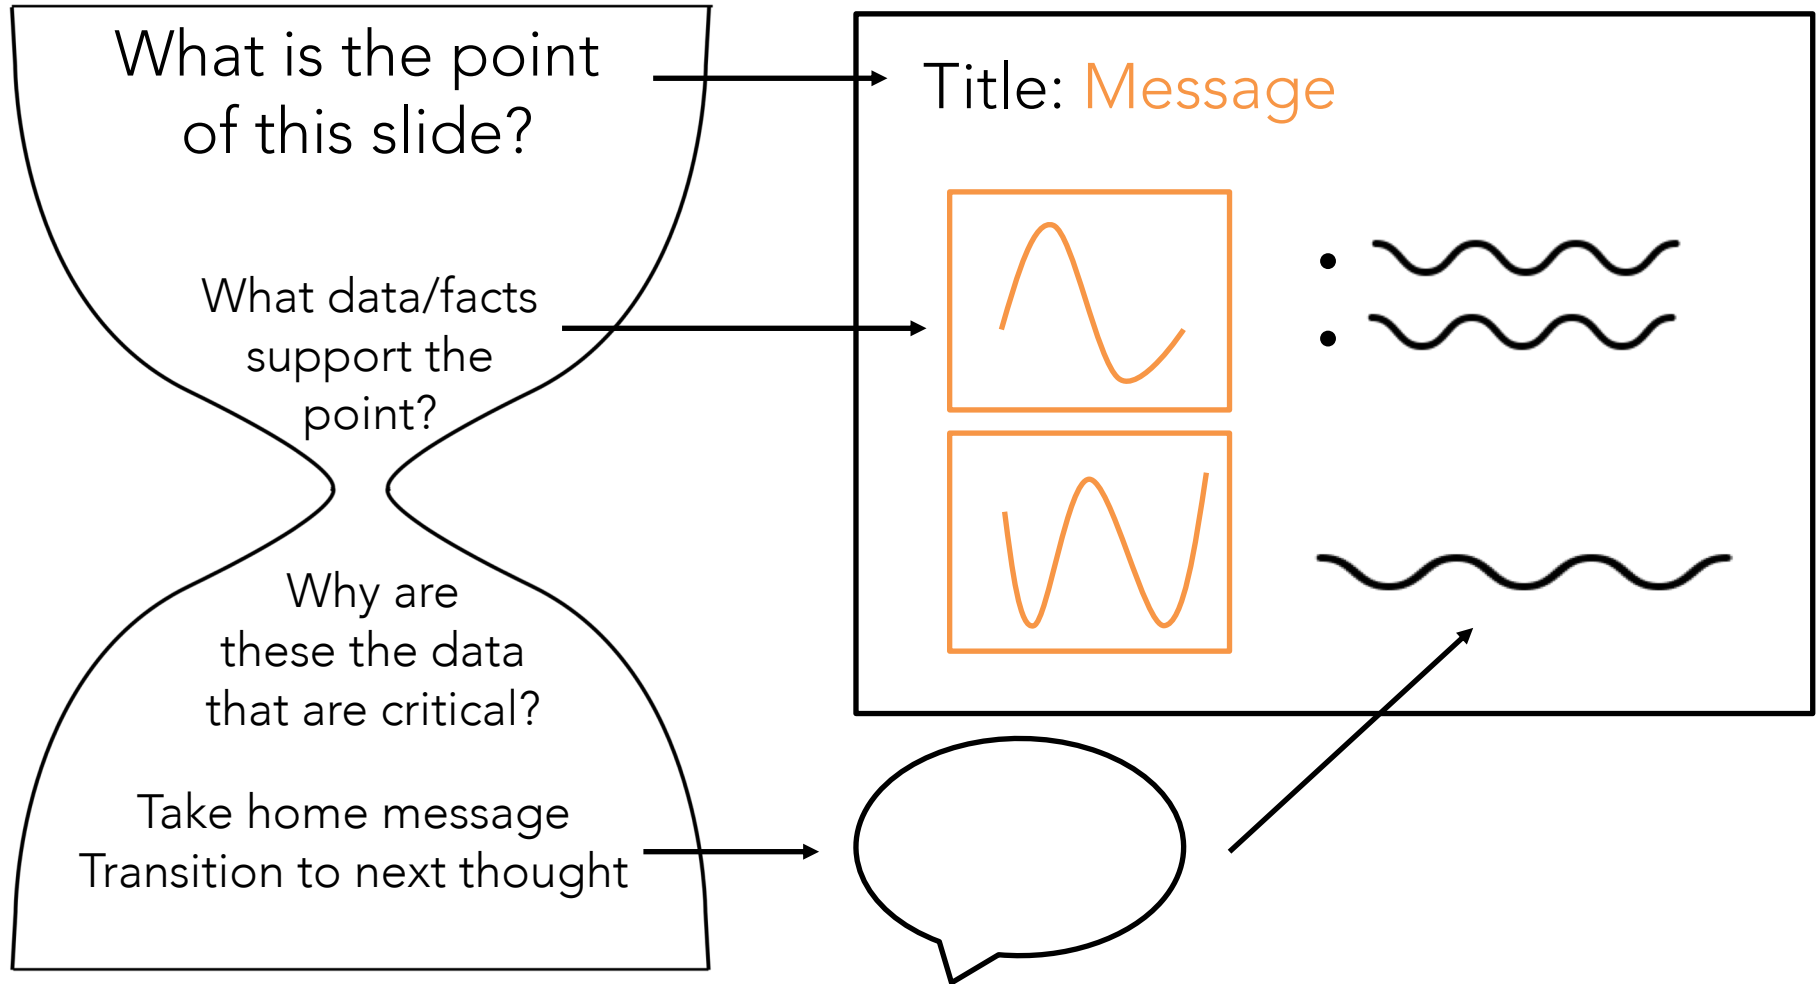 What is the point
of this slide?
What data/facts
support the
point?
Why are
these the data
that are critical?
Take home message
Transition to next thought
Title: Message